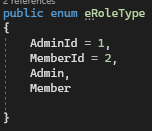 2 references
public enum eRoleType
{
AdminId = 1,
MemberId = 2,
Admin,
Member
}